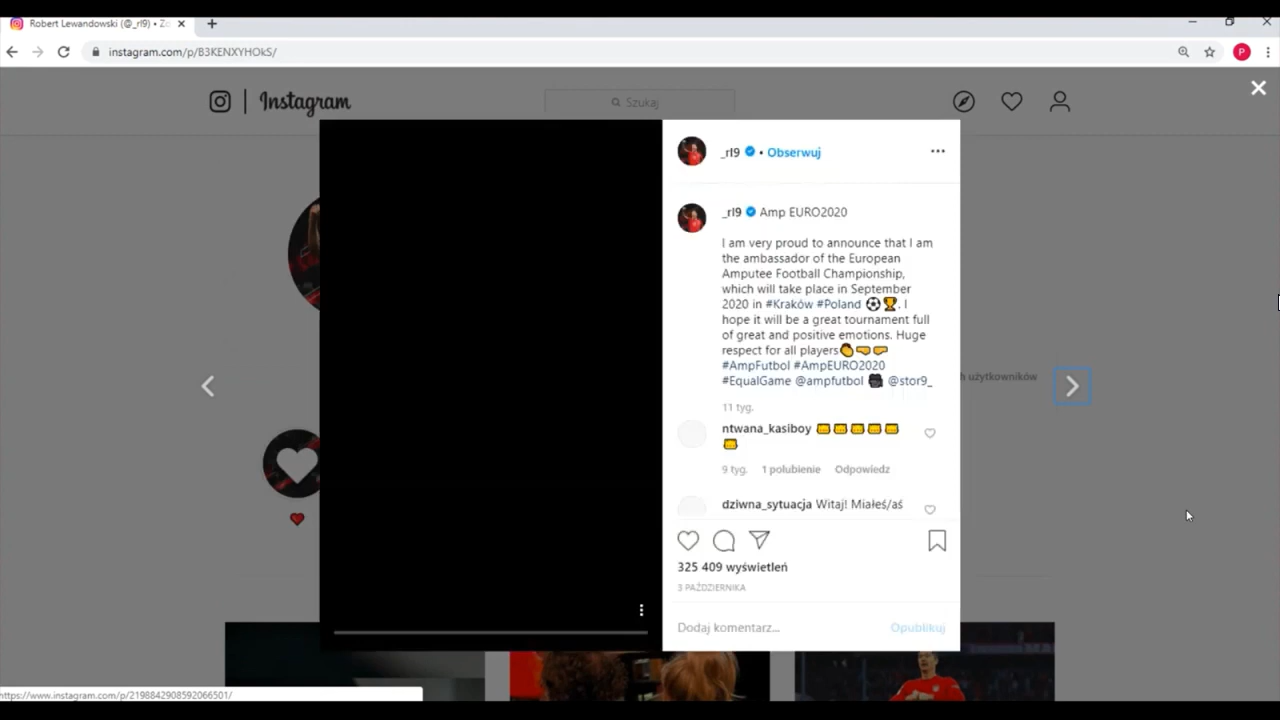 Robert Lewandowski (@_rl9) • Z
instagram.com/p/B3KENXYHOkS/
P
Instagram
Szukaj
_rl9 • Obserwuj
_rl9 Amp EURO2020
I am very proud to announce that I am
the ambassador of the European
Amputee Football Championship,
which will take place in September
2020 in #Kraków #Poland ⚽🏆. I
hope it will be a great tournament full
of great and positive emotions. Huge
respect for all players
#AmpFutbol #AmpEURO2020
#EqualGame @ampfutbol @stor9_
h użytkowników
11 tyg.
ntwana_kasiboy
9 tyg. 1 polubienie Odpowiedz
dziwna_sytuacja Witaj! Miałeś/aś
325 409 wyświetleń
3 PAŹDZIERNIKA
Dodaj komentarz... Opublikuj
https://www.instagram.com/p/2198842908592066501/